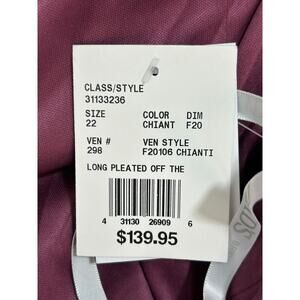 CLASS/STYLE
31133236
SIZE COLOR DIM
22 CHIANT F20
VEN # VEN STYLE
298 F20106 CHIANTI
LONG PLEATED OFF THE
4 31130 26909 6
$139.95